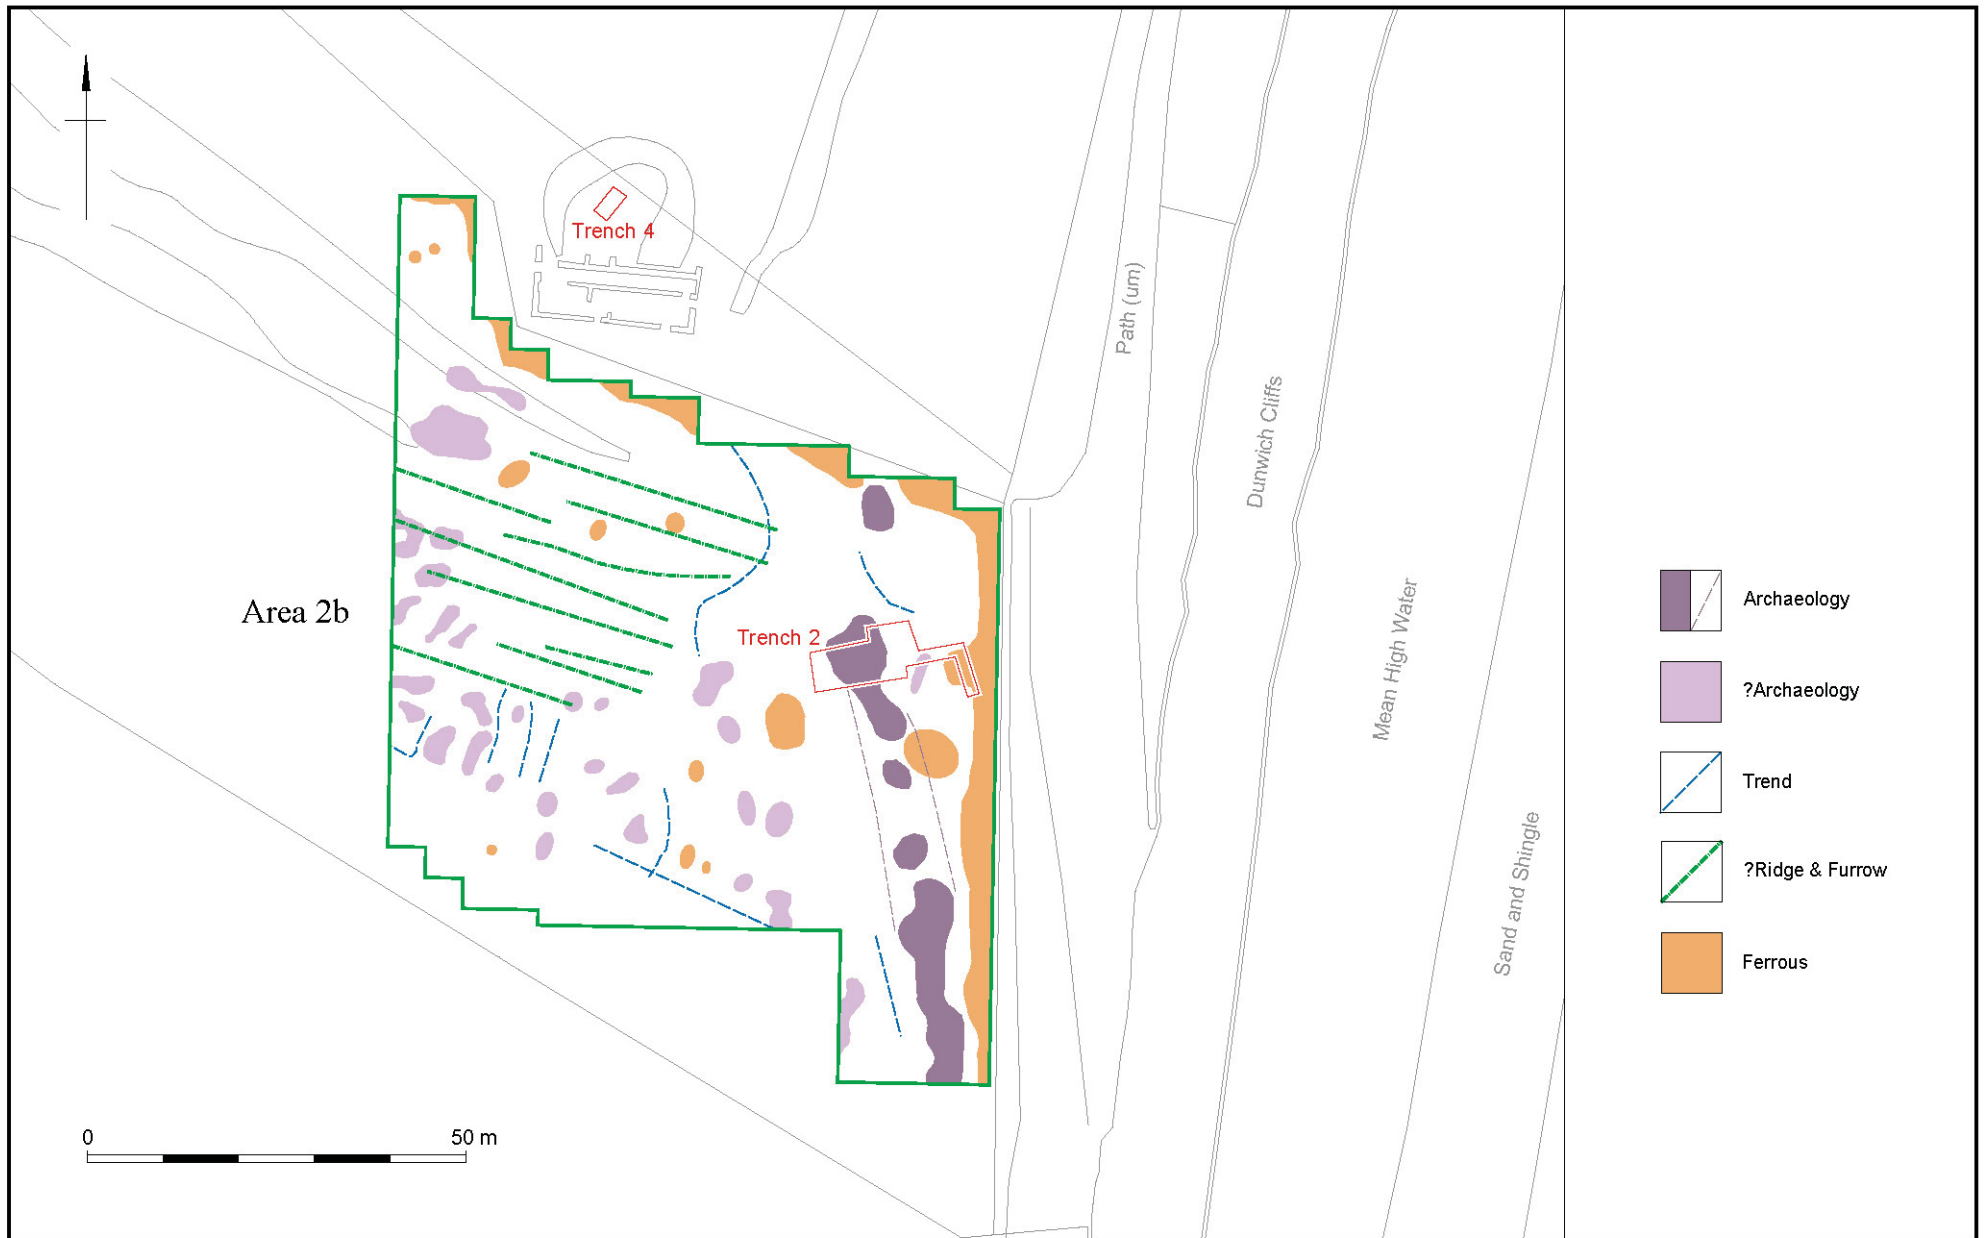 Trench 4
Path (um)
Dunwich Cliffs
Area 2b
Trench 2
Mean High Water
Sand and Shingle
Archaeology
?Archaeology
Trend
?Ridge & Furrow
Ferrous
0 50 m